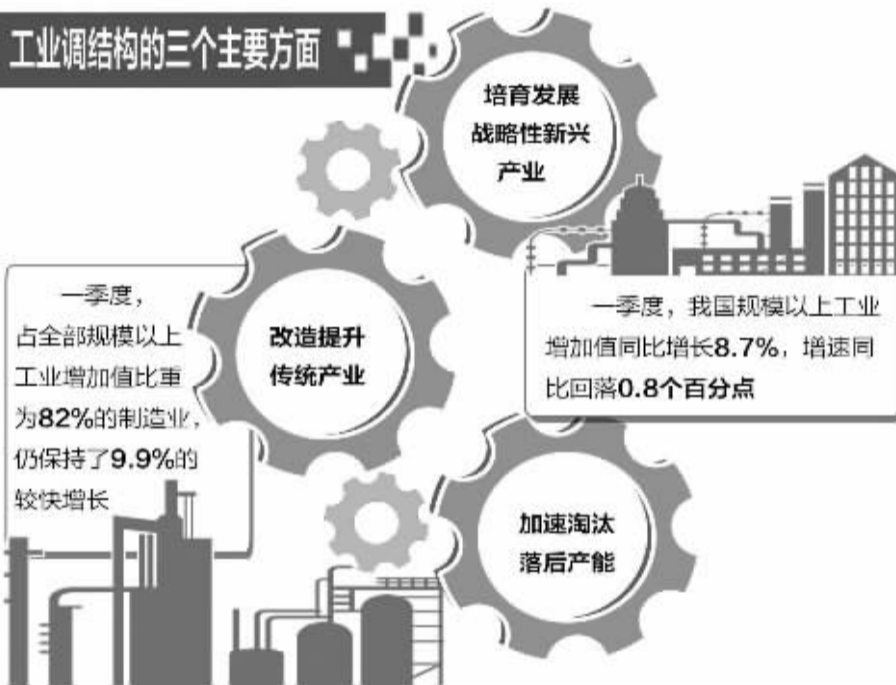 工业调结构的三个主要方面
培育发展
战略性新兴
产业
一季度，
占全部规模以上
工业增加值比重
为82%的制造业，
仍保持了9.9%的
较快增长
改造提升
传统产业
一季度，我国规模以上工业
增加值同比增长8.7%，增速同
比回落0.8个百分点
加速淘汰
落后产能